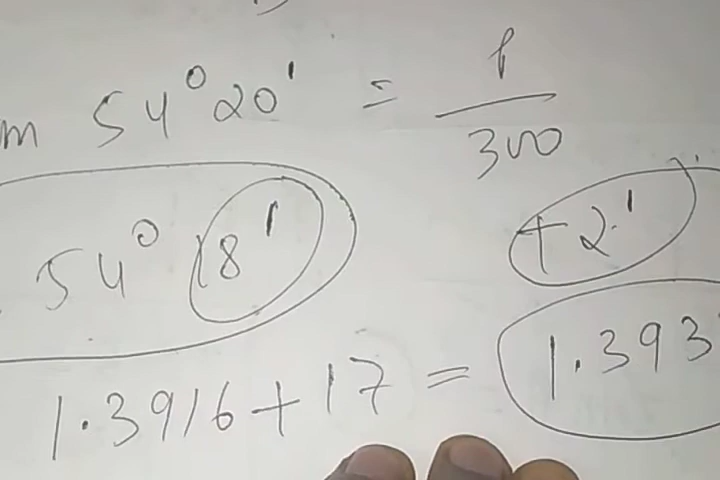 m 54° 20' = p/300
54° 18' +2'
1.3916 + 17 = 1.393